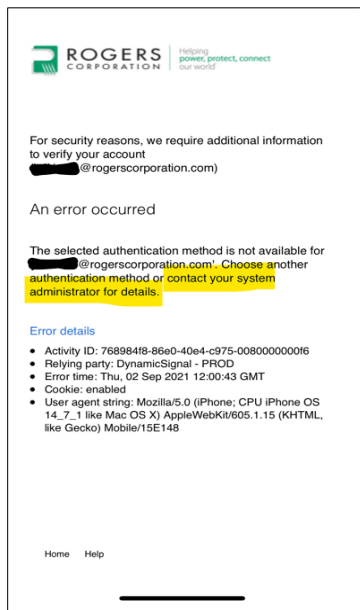 ROGERS
CORPORATION
Helping
power, protect, connect
our world
For security reasons, we require additional information
to verify your account
@rogerscorporation.com)
An error occurred
The selected authentication method is not available for
@rogerscorporation.com'. Choose another
authentication method or contact your system
administrator for details.
Error details
• Activity ID: 768984f8-86e0-40e4-c975-0080000000f6
• Relying party: DynamicSignal - PROD
• Error time: Thu, 02 Sep 2021 12:00:43 GMT
• Cookie: enabled
• User agent string: Mozilla/5.0 (iPhone; CPU iPhone OS
14_7_1 like Mac OS X) AppleWebKit/605.1.15 (KHTML,
like Gecko) Mobile/15E148
Home Help